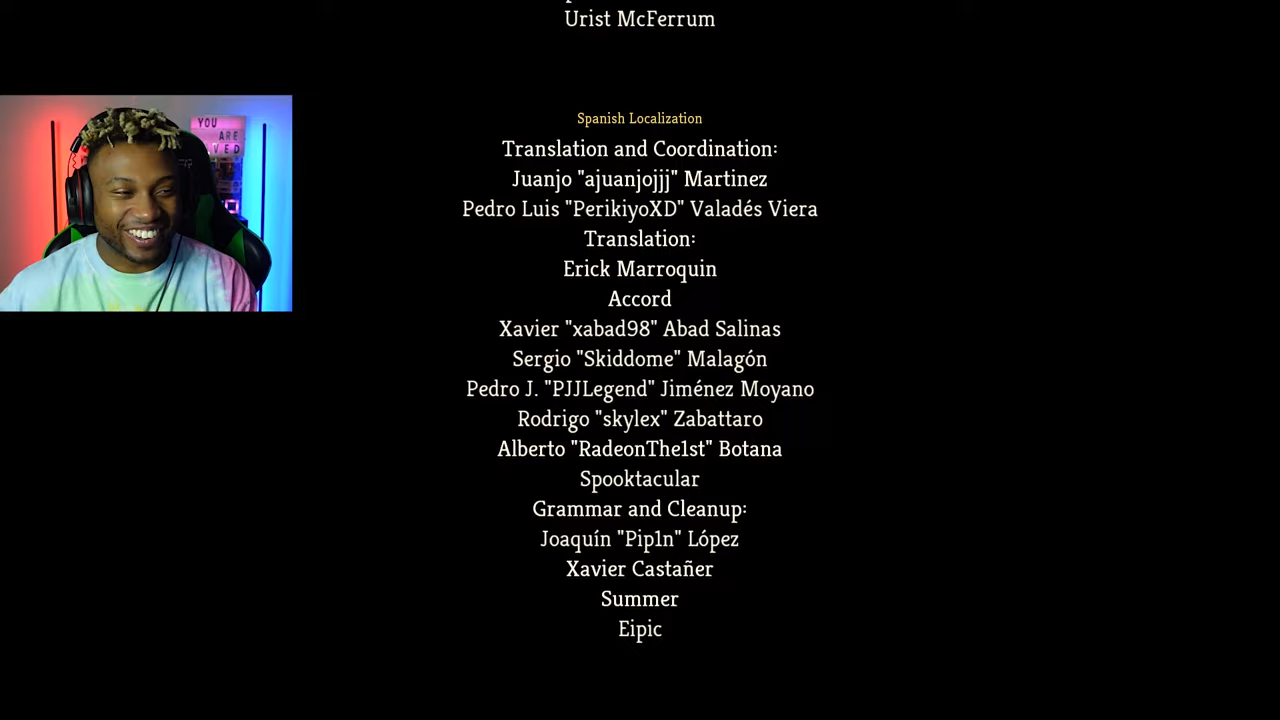 Urist McFerrum
YOU
ARE
Spanish Localization
Translation and Coordination:
Juanjo "ajuanjojjj" Martinez
Pedro Luis "PerikiyoXD" Valadés Viera
Translation:
Erick Marroquin
Accord
Xavier "xabad98" Abad Salinas
Sergio "Skiddome" Malagón
Pedro J. "PJJLegend" Jiménez Moyano
Rodrigo "skylex" Zabattaro
Alberto "RadeonThe1st" Botana
Spooktacular
Grammar and Cleanup:
Joaquín "Pip1n" López
Xavier Castañer
Summer
Eipic